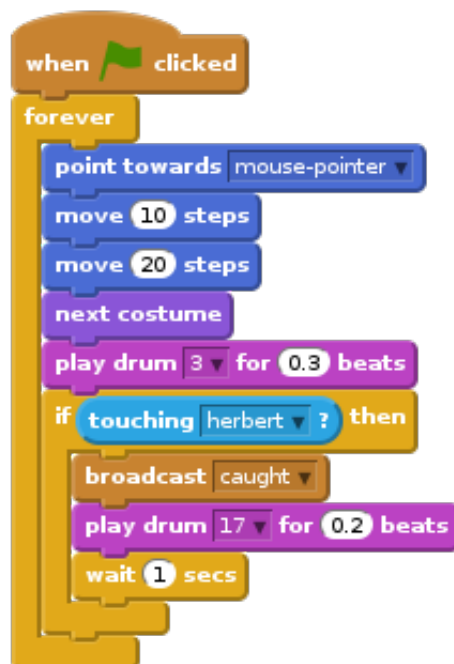 when clicked
forever
point towards mouse-pointer
move 10 steps
move 20 steps
next costume
play drum 3 for 0.3 beats
if touching herbert ? then
broadcast caught
play drum 17 for 0.2 beats
wait 1 secs